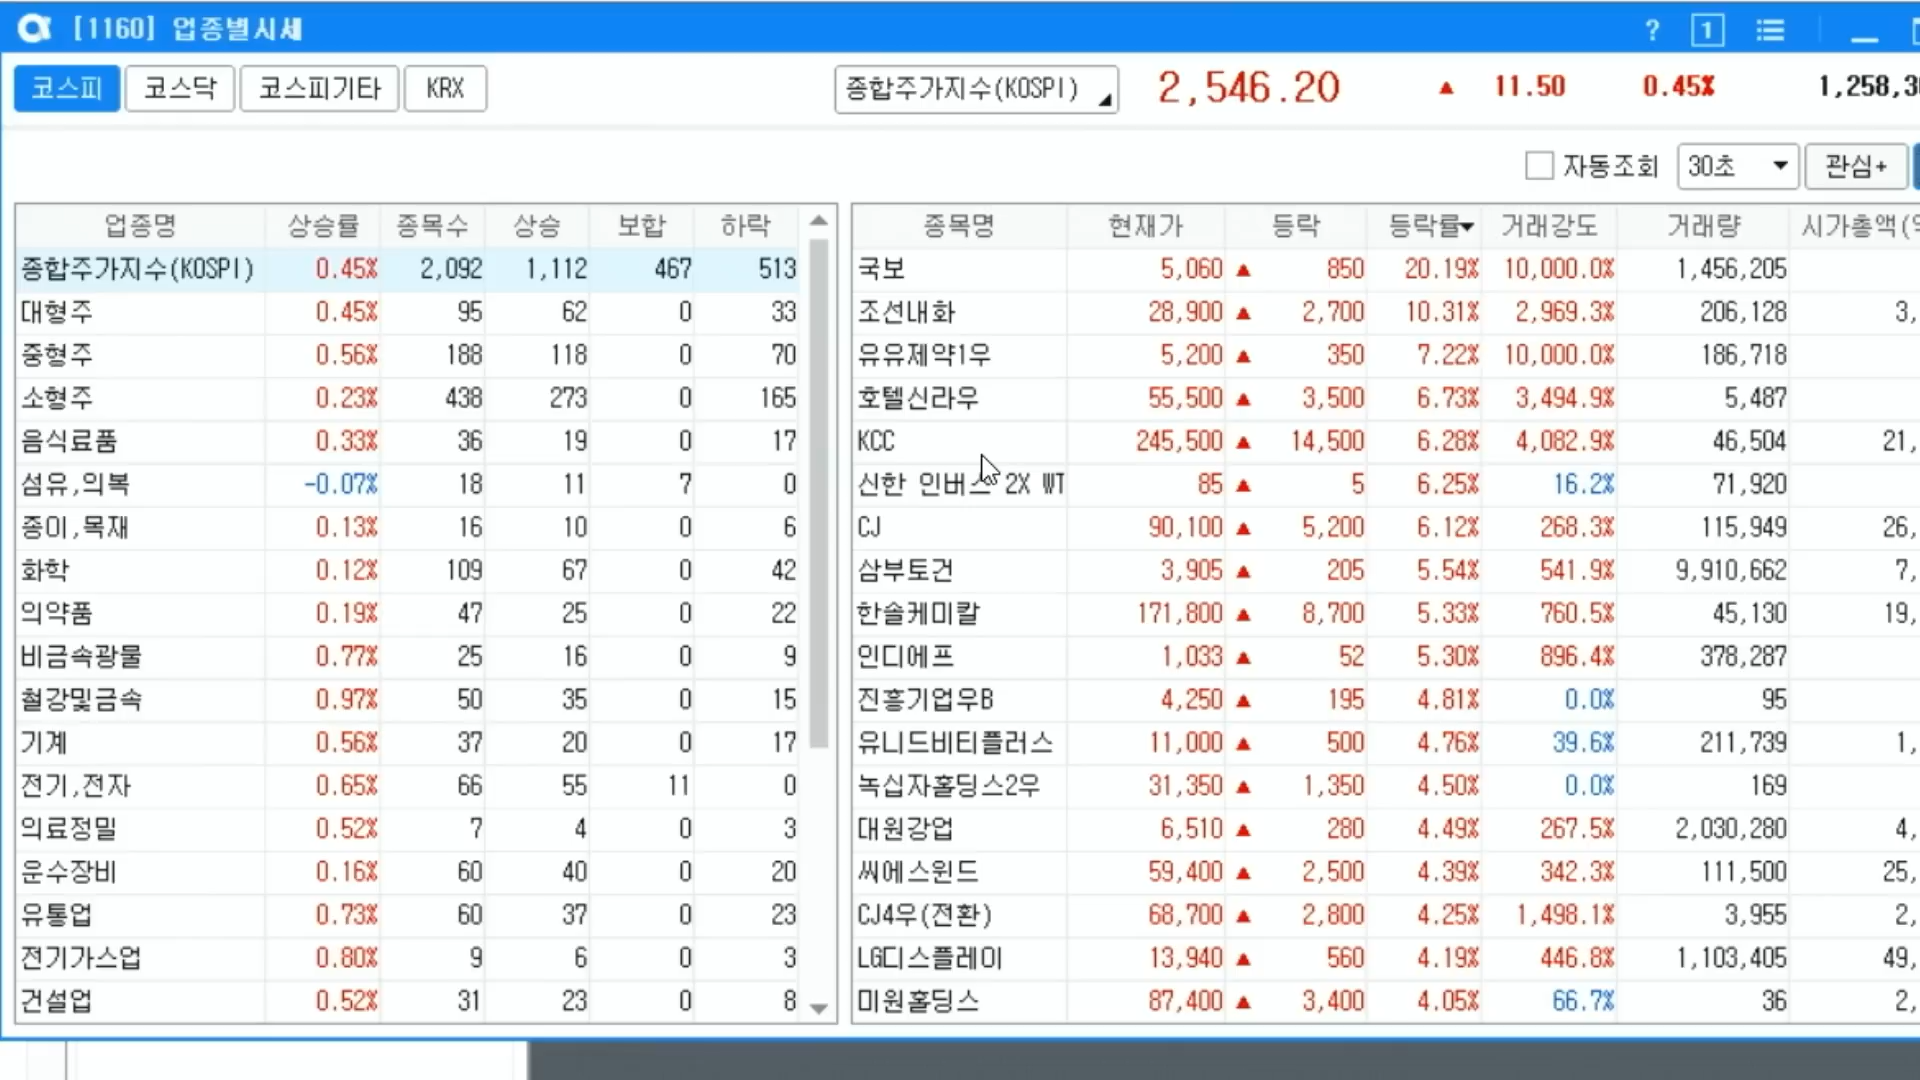 [1160] 업종별시세 ? 1
코스피 코스닥 코스피기타 KRX 종합주가지수(KOSPI) 2,546.20 ▲ 11.50 0.45% 1,258,3
자동조회 30초 관심+
업종명 상승률 종목수 상승 보합 하락
종합주가지수(KOSPI) 0.45% 2,092 1,112 467 513
대형주 0.45% 95 62 0 33
중형주 0.56% 188 118 0 70
소형주 0.23% 438 273 0 165
음식료품 0.33% 36 19 0 17
섬유,의복 -0.07% 18 11 7 0
종이,목재 0.13% 16 10 0 6
화학 0.12% 109 67 0 42
의약품 0.19% 47 25 0 22
비금속광물 0.77% 25 16 0 9
철강및금속 0.97% 50 35 0 15
기계 0.56% 37 20 0 17
전기,전자 0.65% 66 55 11 0
의료정밀 0.52% 7 4 0 3
운수장비 0.16% 60 40 0 20
유통업 0.73% 60 37 0 23
전기가스업 0.80% 9 6 0 3
건설업 0.52% 31 23 0 8
종목명 현재가 등락 등락률▼ 거래강도 거래량 시가총액(
국보 5,060 ▲ 850 20.19% 10,000.0% 1,456,205
조선내화 28,900 ▲ 2,700 10.31% 2,969.3% 206,128 3,
유유제약1우 5,200 ▲ 350 7.22% 10,000.0% 186,718
호텔신라우 55,500 ▲ 3,500 6.73% 3,494.9% 5,487
KCC 245,500 ▲ 14,500 6.28% 4,082.9% 46,504 21,
신한 인버스 2X WT 85 ▲ 5 6.25% 16.2% 71,920
CJ 90,100 ▲ 5,200 6.12% 268.3% 115,949 26,
삼부토건 3,905 ▲ 205 5.54% 541.9% 9,910,662 7,
한솔케미칼 171,800 ▲ 8,700 5.33% 760.5% 45,130 19,
인디에프 1,033 ▲ 52 5.30% 896.4% 378,287
진흥기업우B 4,250 ▲ 195 4.81% 0.0% 95
유니드비티플러스 11,000 ▲ 500 4.76% 39.6% 211,739 1,
녹십자홀딩스2우 31,350 ▲ 1,350 4.50% 0.0% 169
대원강업 6,510 ▲ 280 4.49% 267.5% 2,030,280 4,
씨에스윈드 59,400 ▲ 2,500 4.39% 342.3% 111,500 25,
CJ4우(전환) 68,700 ▲ 2,800 4.25% 1,498.1% 3,955 2,
LG디스플레이 13,940 ▲ 560 4.19% 446.8% 1,103,405 49,
미원홀딩스 87,400 ▲ 3,400 4.05% 66.7% 36 2,